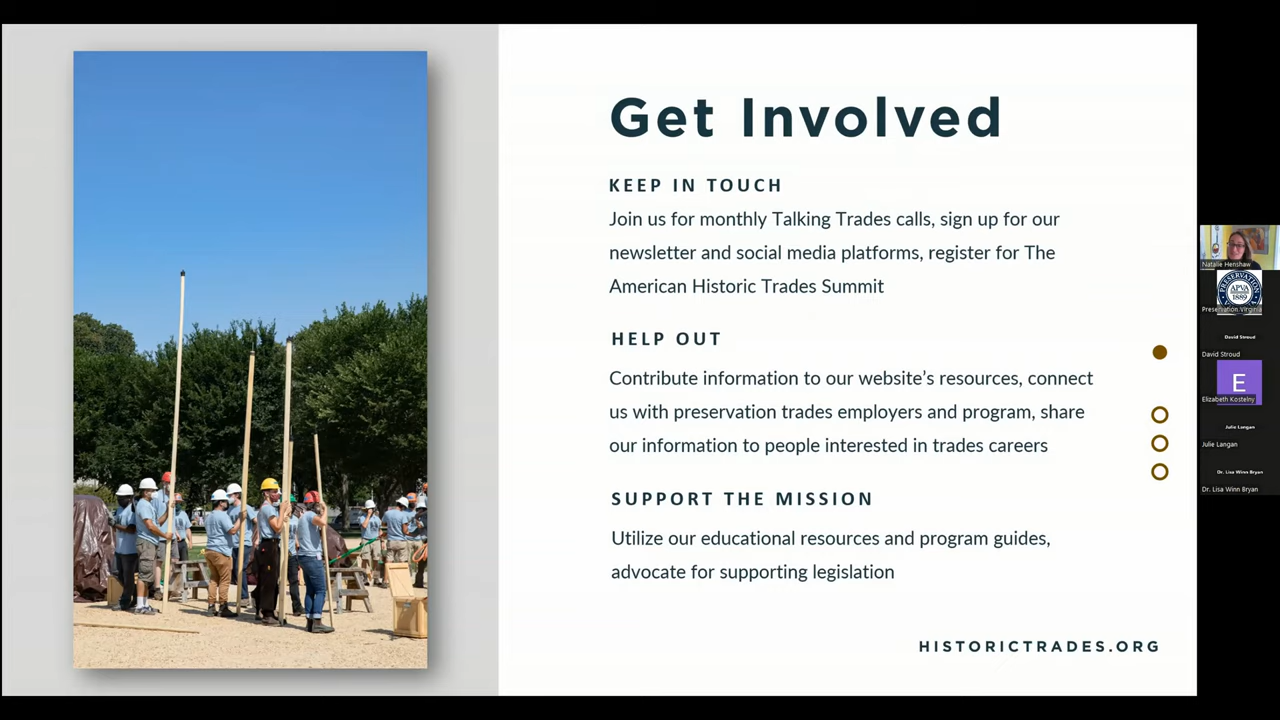 Get Involved
KEEP IN TOUCH
Join us for monthly Talking Trades calls, sign up for our
newsletter and social media platforms, register for The
American Historic Trades Summit
HELP OUT
Contribute information to our website’s resources, connect
us with preservation trades employers and program, share
our information to people interested in trades careers
SUPPORT THE MISSION
Utilize our educational resources and program guides,
advocate for supporting legislation
HISTORICTRADES.ORG
Natalie Henshaw
PRESERVATION
APVA
1889
VIRGINIA
Preservation Virginia
David Stroud
David Stroud
E
Elizabeth Kostelny
Julie Langan
Julie Langan
Dr. Lisa Winn Bryan
Dr. Lisa Winn Bryan